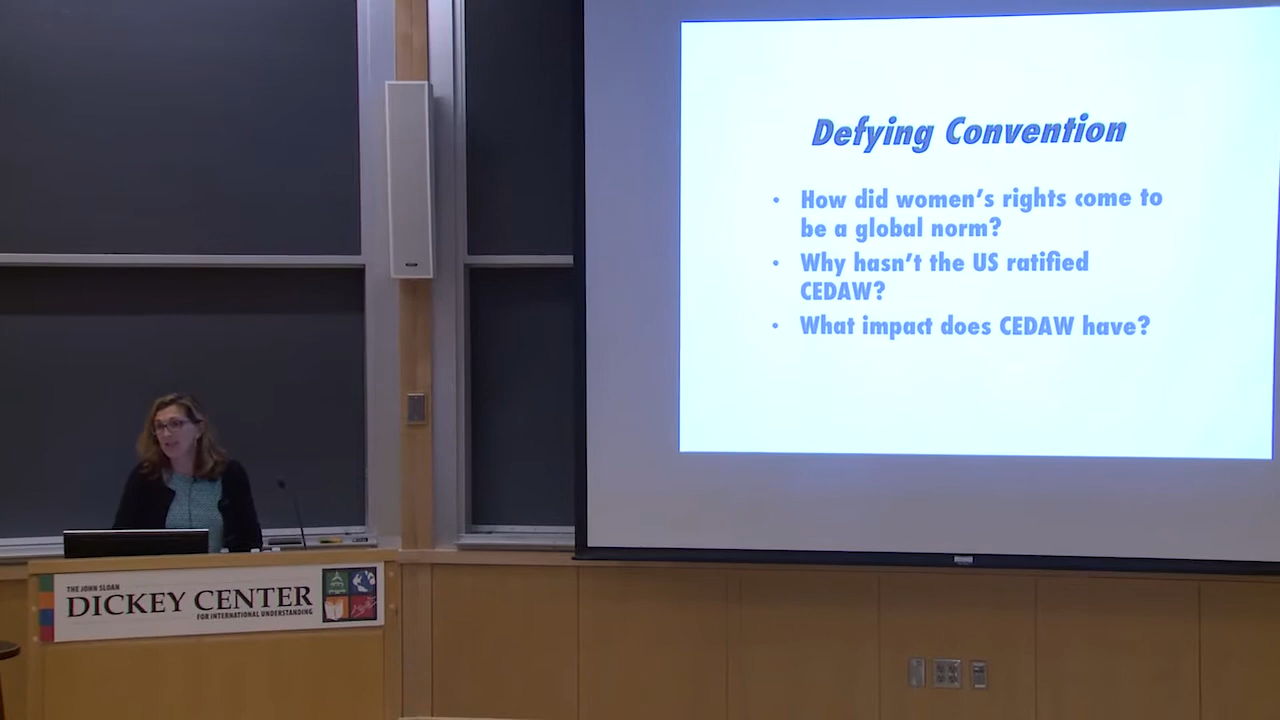 Defying Convention
• How did women's rights come to
be a global norm?
• Why hasn't the US ratified
CEDAW?
• What impact does CEDAW have?
THE JOHN SLOAN
DICKEY CENTER
FOR INTERNATIONAL UNDERSTANDING